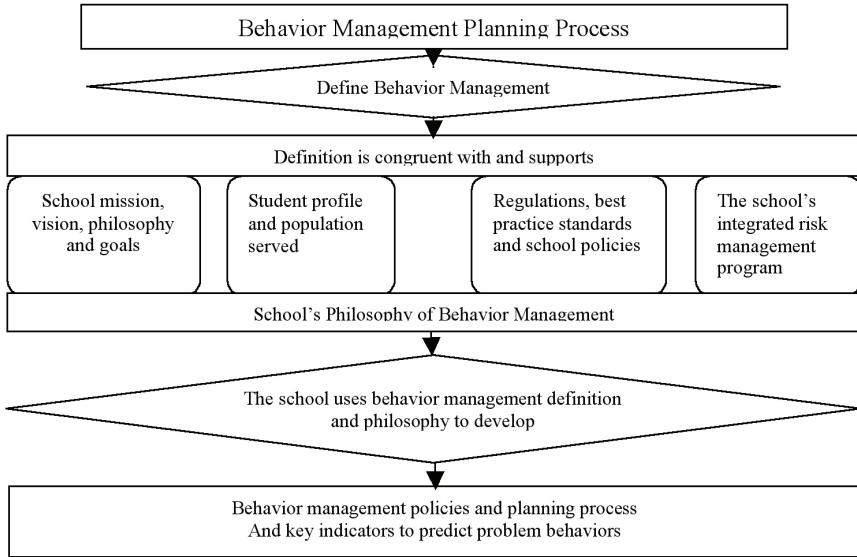 Behavior Management Planning Process
Define Behavior Management
Definition is congruent with and supports
School mission,
vision, philosophy
and goals
Student profile
and population
served
Regulations, best
practice standards
and school policies
The school's
integrated risk
management
program
School's Philosophy of Behavior Management
The school uses behavior management definition
and philosophy to develop
Behavior management policies and planning process
And key indicators to predict problem behaviors